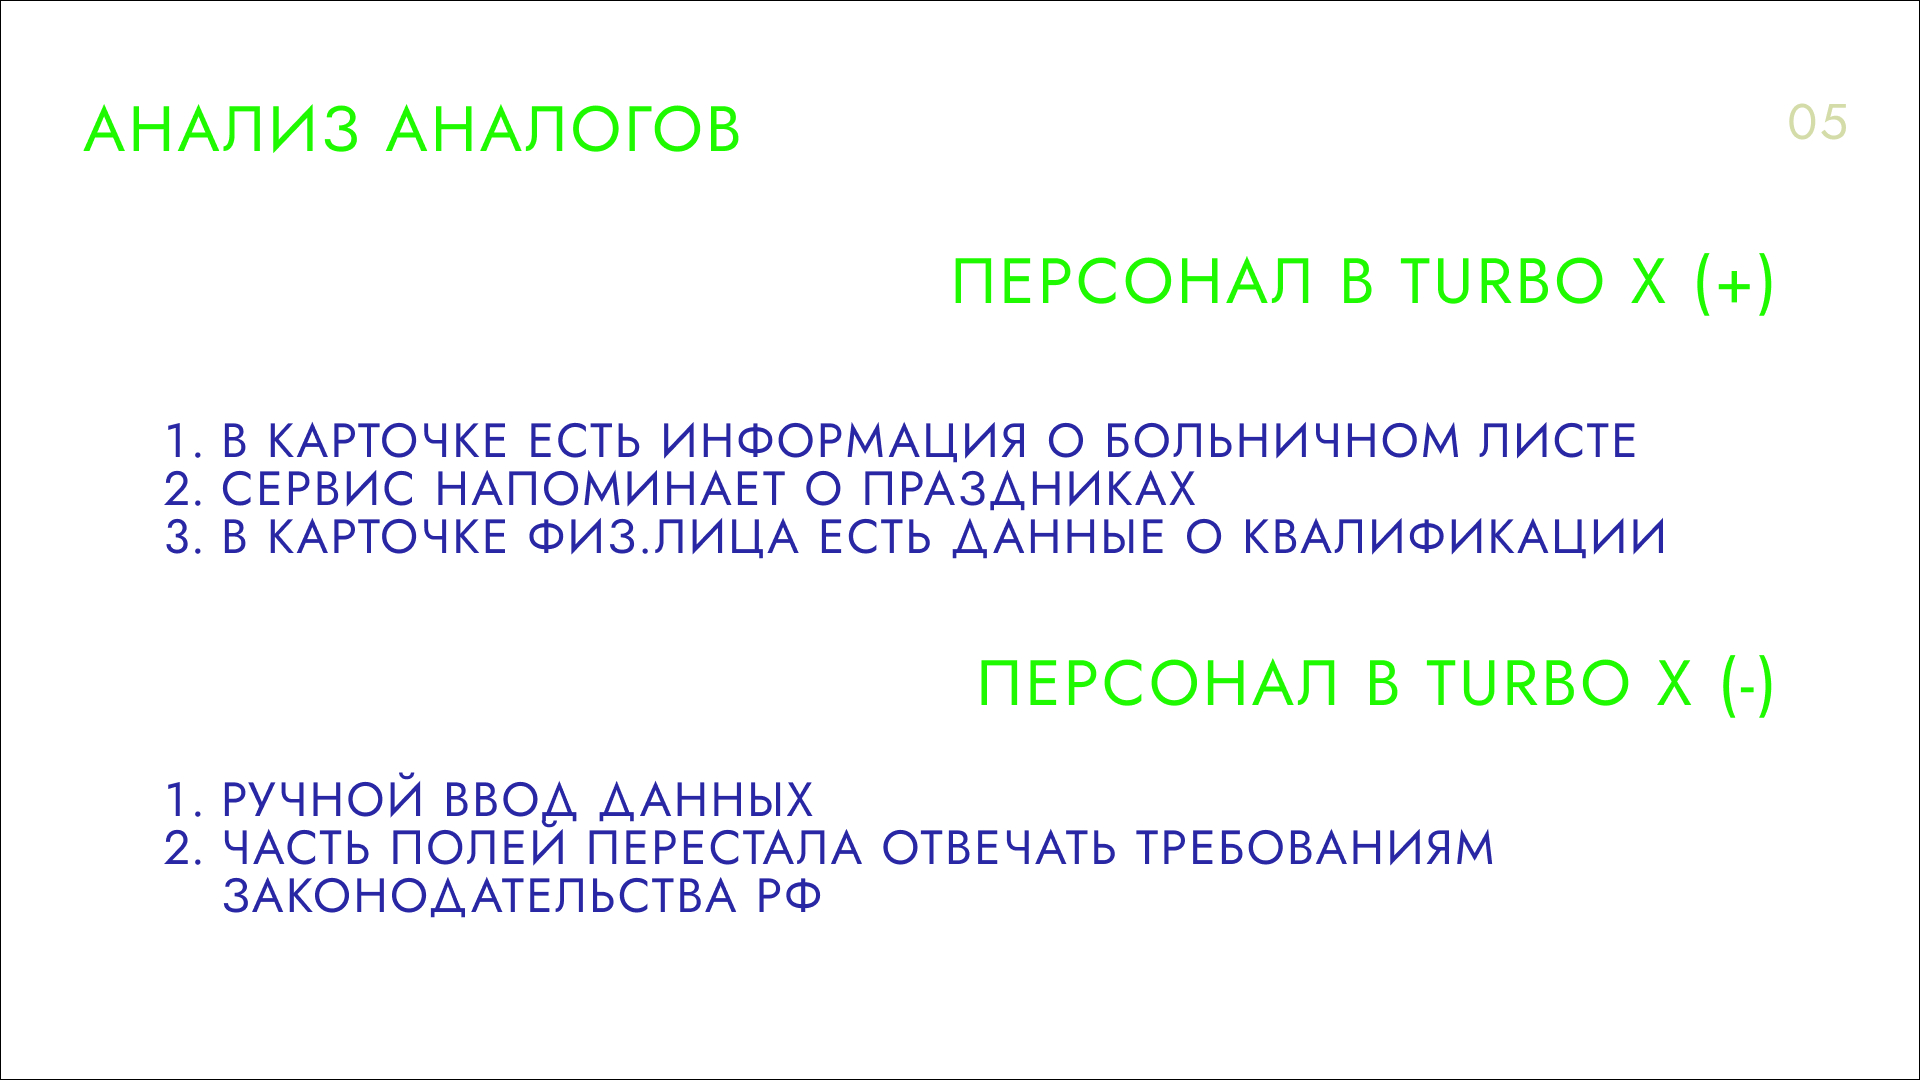 АНАЛИЗ АНАЛОГОВ
05
ПЕРСОНАЛ В TURBO X (+)
1. В КАРТОЧКЕ ЕСТЬ ИНФОРМАЦИЯ О БОЛЬНИЧНОМ ЛИСТЕ
2. СЕРВИС НАПОМИНАЕТ О ПРАЗДНИКАХ
3. В КАРТОЧКЕ ФИЗ.ЛИЦА ЕСТЬ ДАННЫЕ О КВАЛИФИКАЦИИ
ПЕРСОНАЛ В TURBO X (-)
1. РУЧНОЙ ВВОД ДАННЫХ
2. ЧАСТЬ ПОЛЕЙ ПЕРЕСТАЛА ОТВЕЧАТЬ ТРЕБОВАНИЯМ
ЗАКОНОДАТЕЛЬСТВА РФ